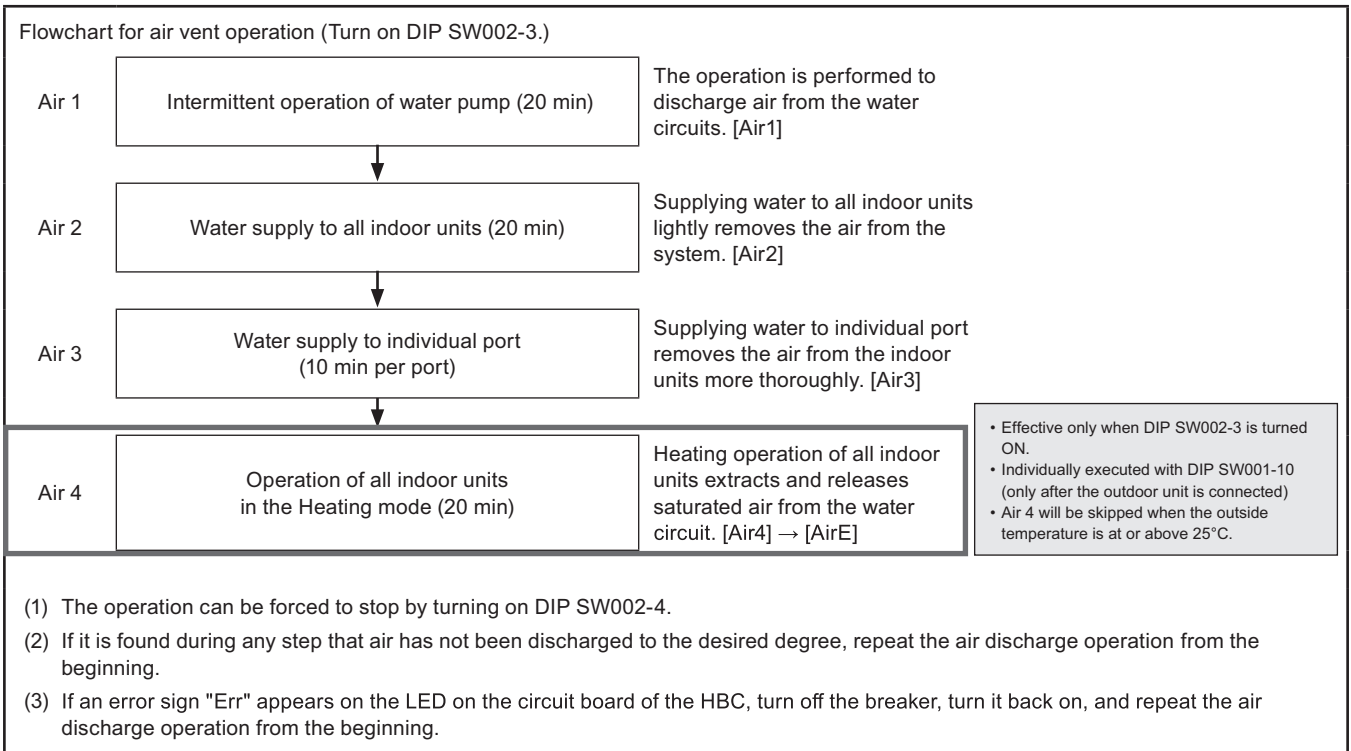 Flowchart for air vent operation (Turn on DIP SW002-3.)
Air 1
Intermittent operation of water pump (20 min)
The operation is performed to
discharge air from the water
circuits. [Air1]
Air 2
Water supply to all indoor units (20 min)
Supplying water to all indoor units
lightly removes the air from the
system. [Air2]
Air 3
Water supply to individual port
(10 min per port)
Supplying water to individual port
removes the air from the indoor
units more thoroughly. [Air3]
Air 4
Operation of all indoor units
in the Heating mode (20 min)
Heating operation of all indoor
units extracts and releases
saturated air from the water
circuit. [Air4] → [AirE]
• Effective only when DIP SW002-3 is turned
ON.
• Individually executed with DIP SW001-10
(only after the outdoor unit is connected)
• Air 4 will be skipped when the outside
temperature is at or above 25°C.
(1) The operation can be forced to stop by turning on DIP SW002-4.
(2) If it is found during any step that air has not been discharged to the desired degree, repeat the air discharge operation from the
beginning.
(3) If an error sign "Err" appears on the LED on the circuit board of the HBC, turn off the breaker, turn it back on, and repeat the air
discharge operation from the beginning.